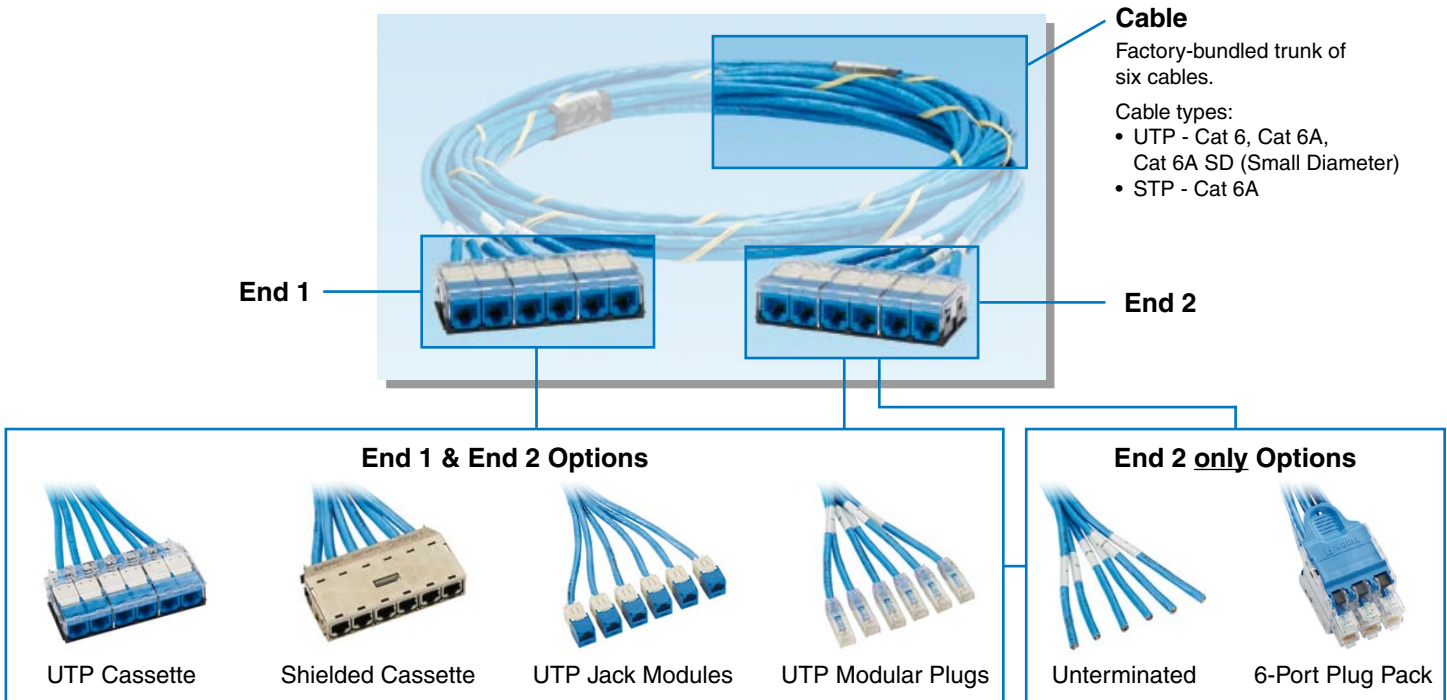 Cable
Factory-bundled trunk of
six cables.
Cable types:
• UTP - Cat 6, Cat 6A,
Cat 6A SD (Small Diameter)
• STP - Cat 6A
End 1
End 2
End 1 & End 2 Options
UTP Cassette
Shielded Cassette
UTP Jack Modules
UTP Modular Plugs
End 2 only Options
Unterminated
6-Port Plug Pack